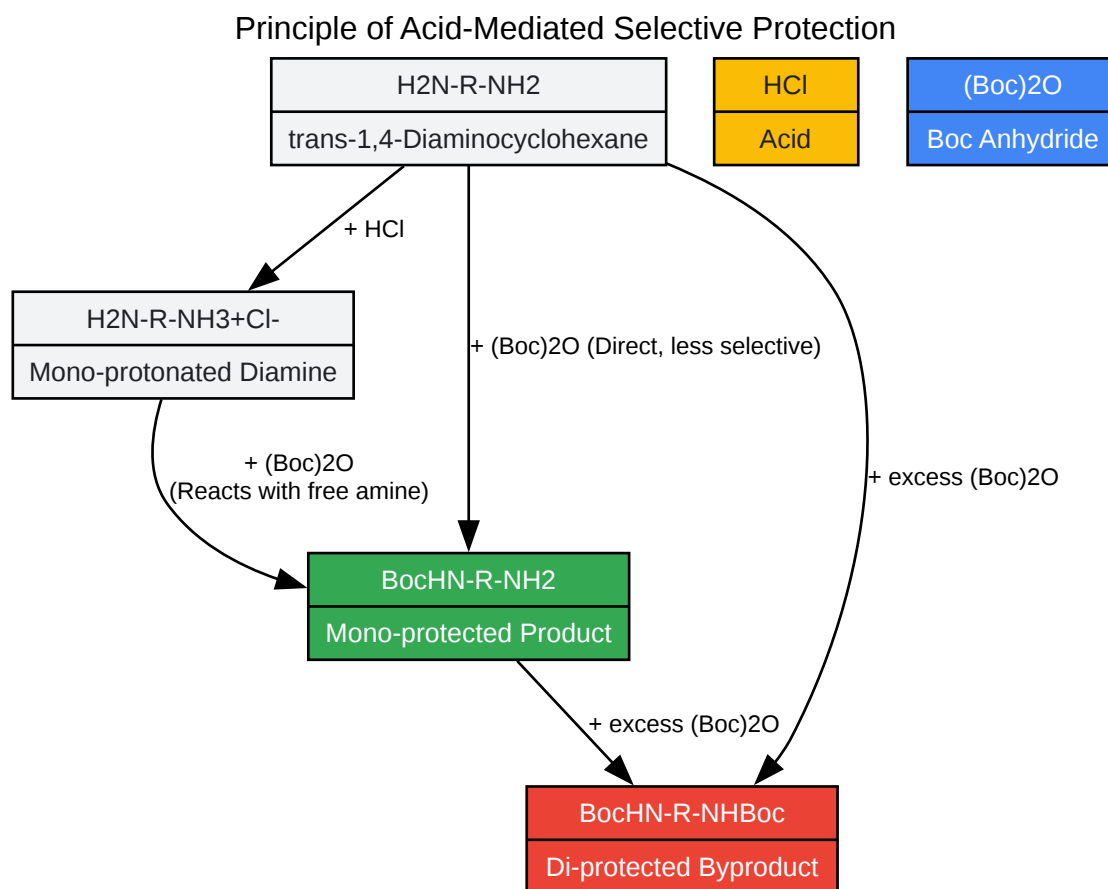 Principle of Acid-Mediated Selective Protection
H2N-R-NH2
trans-1,4-Diaminocyclohexane
HCl
Acid
(Boc)2O
Boc Anhydride
+ HCl
H2N-R-NH3+Cl-
Mono-protonated Diamine
+ (Boc)2O (Direct, less selective)
+ (Boc)2O
(Reacts with free amine)
+ excess (Boc)2O
BocHN-R-NH2
Mono-protected Product
+ excess (Boc)2O
BocHN-R-NHBoc
Di-protected Byproduct